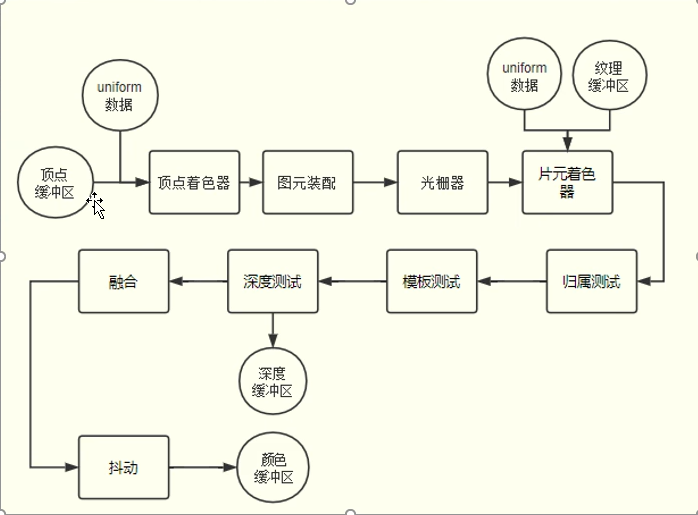 uniform
数据
uniform
数据
纹理
缓冲区
顶点
缓冲区
顶点着色器
图元装配
光栅器
片元着色
器
融合
深度测试
模板测试
归属测试
深度
缓冲区
抖动
颜色
缓冲区